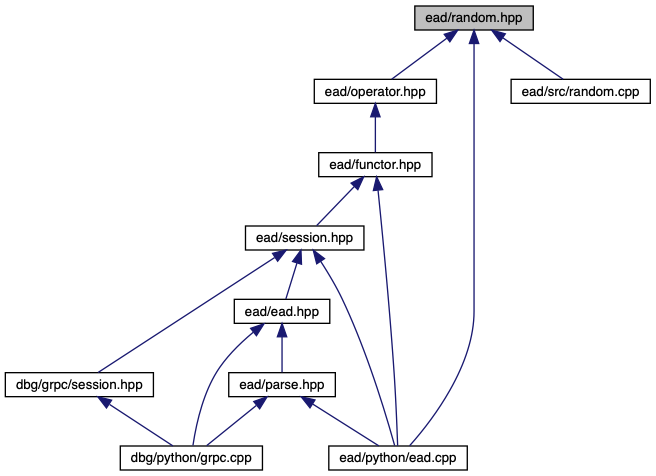 ead/random.hpp
ead/operator.hpp
ead/src/random.cpp
ead/functor.hpp
ead/session.hpp
ead/ead.hpp
dbg/grpc/session.hpp
ead/parse.hpp
dbg/python/grpc.cpp
ead/python/ead.cpp